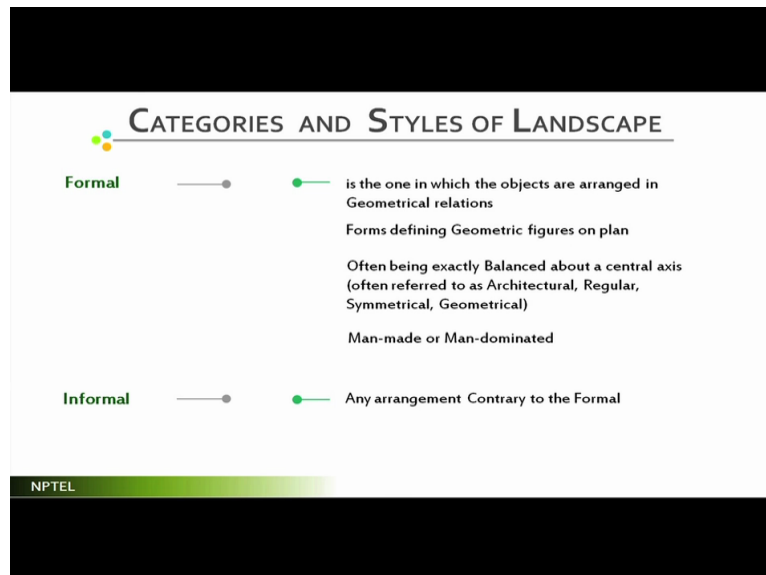 CATEGORIES AND STYLES OF LANDSCAPE
Formal
is the one in which the objects are arranged in
Geometrical relations
Forms defining Geometric figures on plan
Often being exactly Balanced about a central axis
(often referred to as Architectural, Regular,
Symmetrical, Geometrical)
Man-made or Man-dominated
Informal
Any arrangement Contrary to the Formal
NPTEL